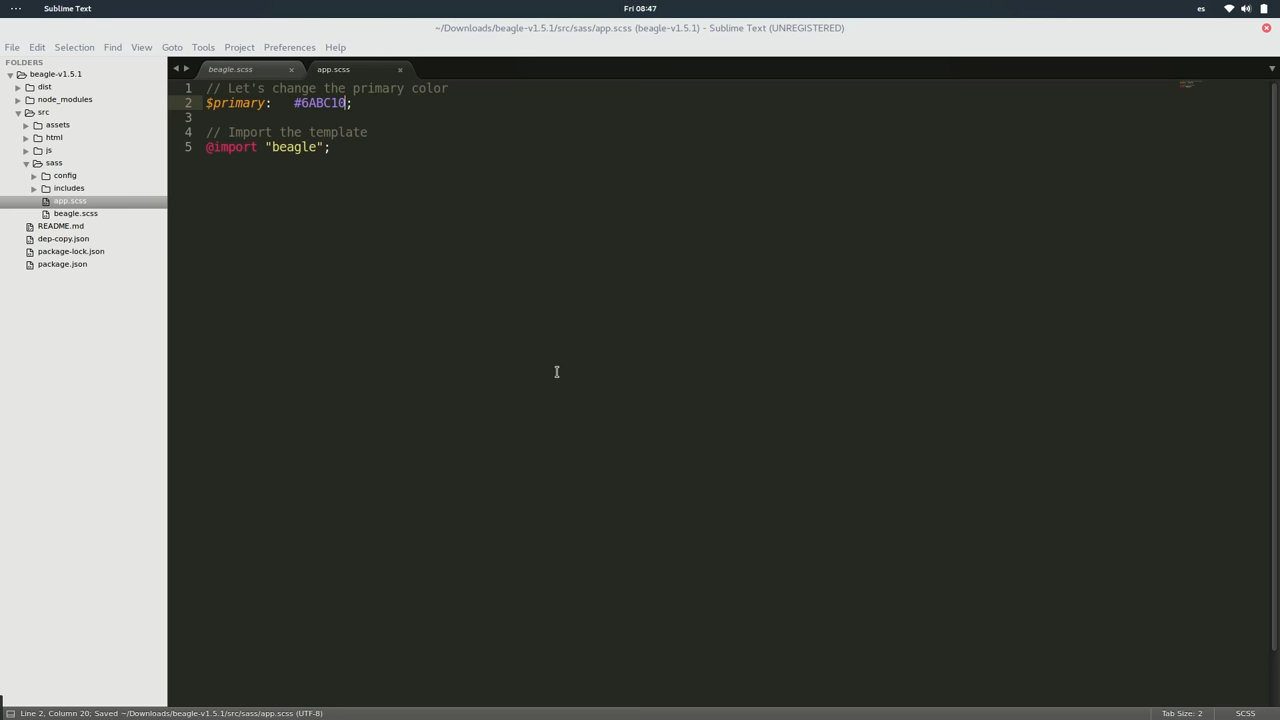 Sublime Text
Fri 08:47
es
~/Downloads/beagle-v1.5.1/src/sass/app.scss (beagle-v1.5.1) - Sublime Text (UNREGISTERED)
File Edit Selection Find View Goto Tools Project Preferences Help
FOLDERS
beagle-v1.5.1
dist
node_modules
src
assets
html
js
sass
config
includes
app.scss
beagle.scss
README.md
dep-copy.json
package-lock.json
package.json
beagle.scss
app.scss
1 // Let's change the primary color
2 $primary: #6ABC10;
3
4 // Import the template
5 @import "beagle";
Line 2, Column 20; Saved ~/Downloads/beagle-v1.5.1/src/sass/app.scss (UTF-8)
Tab Size: 2
SCSS